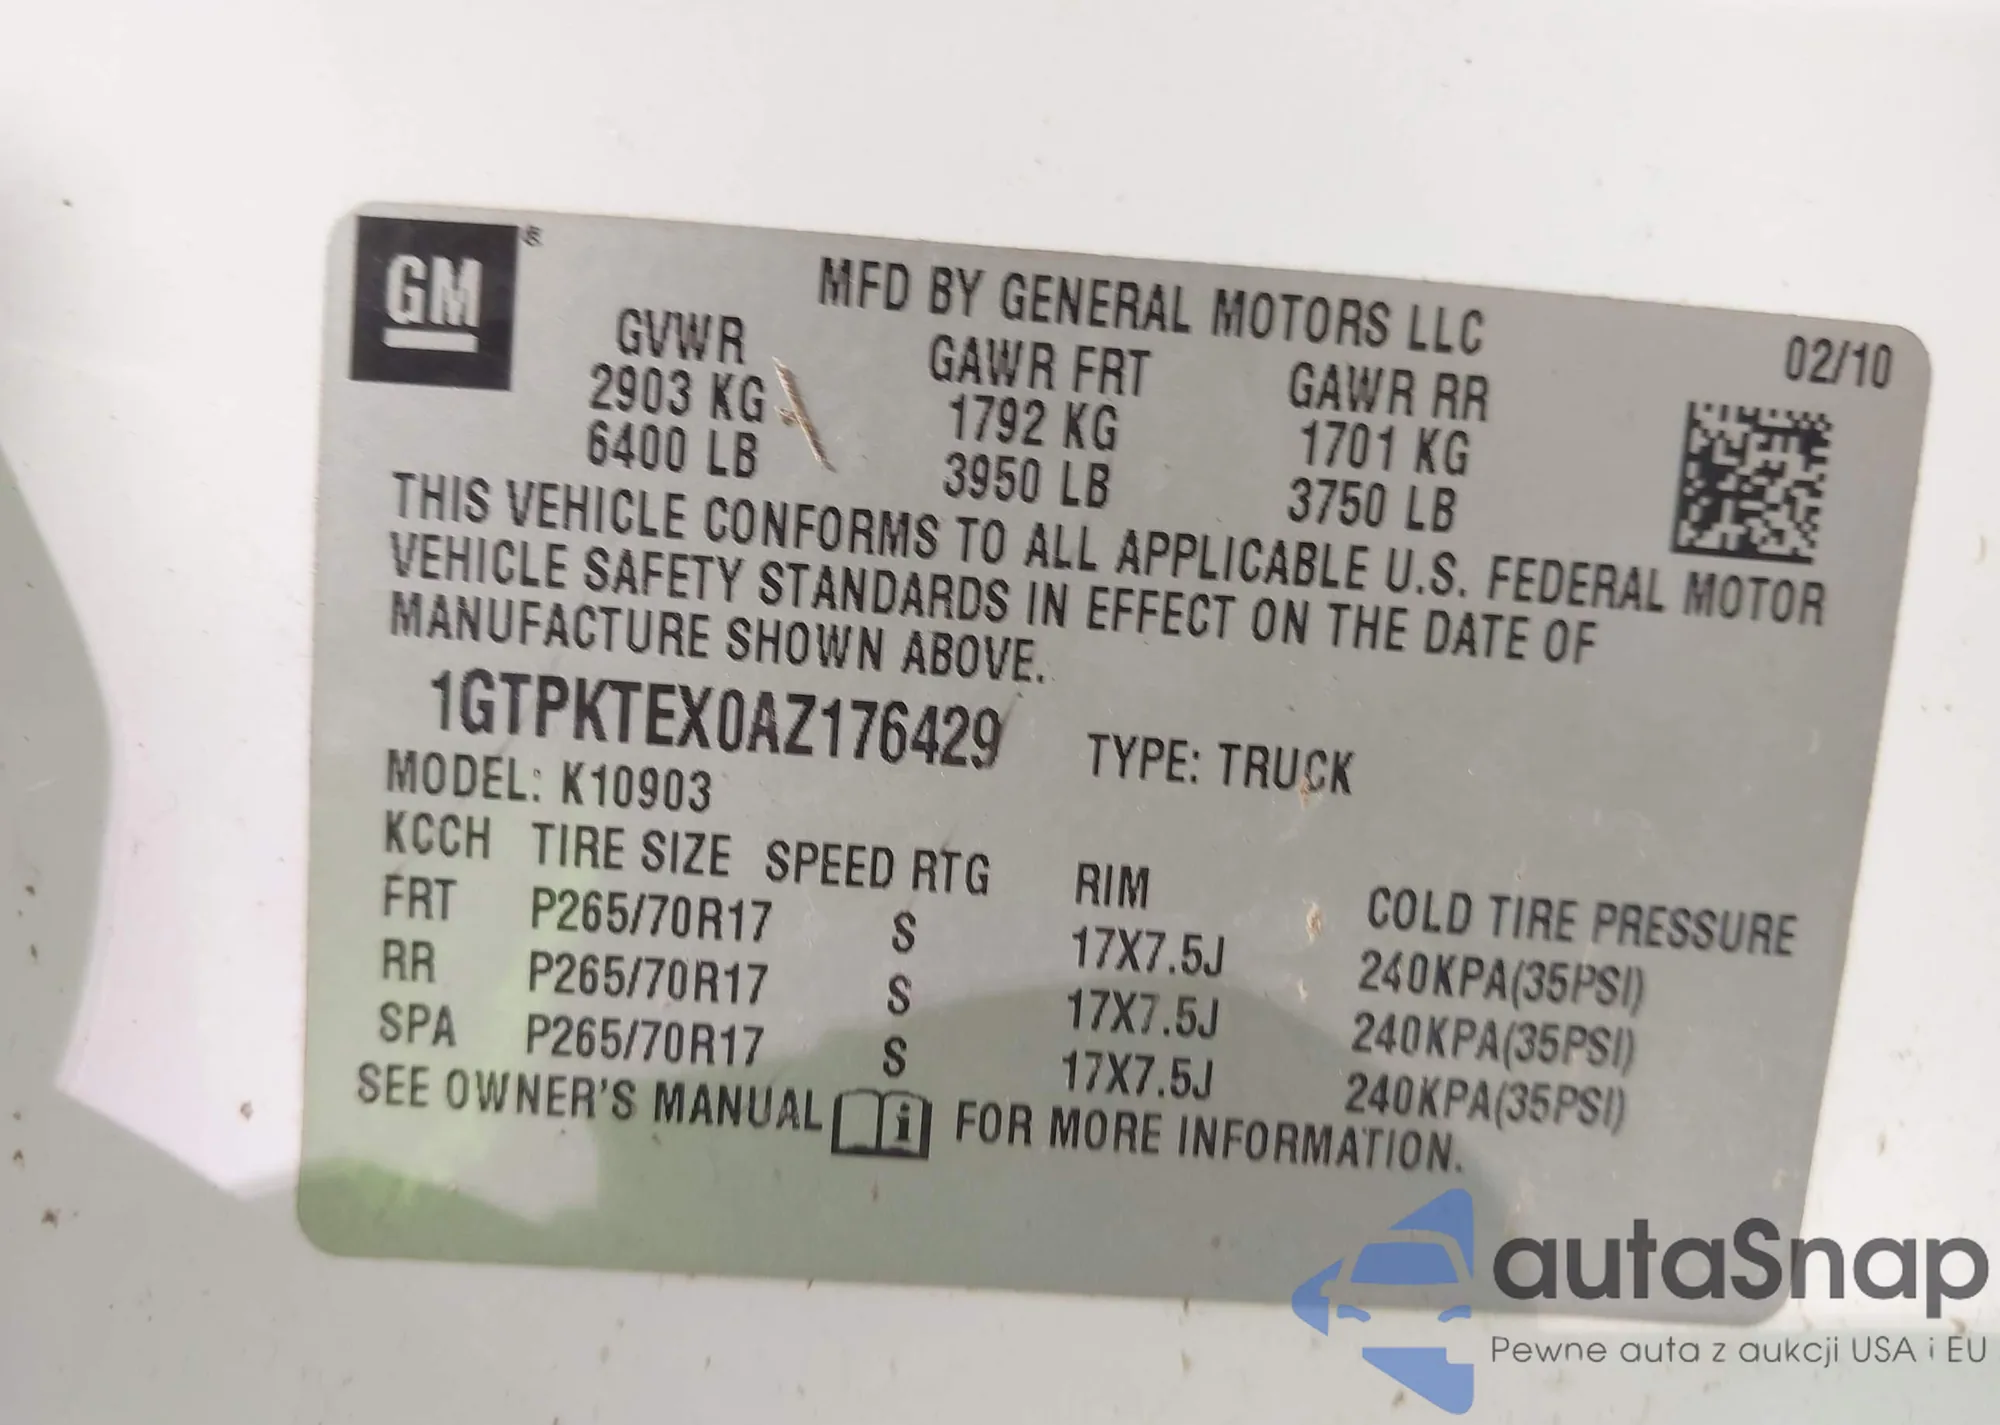 GM
MFD BY GENERAL MOTORS LLC
02/10
GVWR GAWR FRT GAWR RR
2903 KG 1792 KG 1701 KG
6400 LB 3950 LB 3750 LB
THIS VEHICLE CONFORMS TO ALL APPLICABLE U.S. FEDERAL MOTOR
VEHICLE SAFETY STANDARDS IN EFFECT ON THE DATE OF
MANUFACTURE SHOWN ABOVE.
1GTPKTEX0AZ176429 TYPE: TRUCK
MODEL: K10903
KCCH TIRE SIZE SPEED RTG RIM COLD TIRE PRESSURE
FRT P265/70R17 S 17X7.5J 240KPA(35PSI)
RR P265/70R17 S 17X7.5J 240KPA(35PSI)
SPA P265/70R17 S 17X7.5J 240KPA(35PSI)
SEE OWNER'S MANUAL i FOR MORE INFORMATION.
autaSnap
Pewne auta z aukcji USA i EU